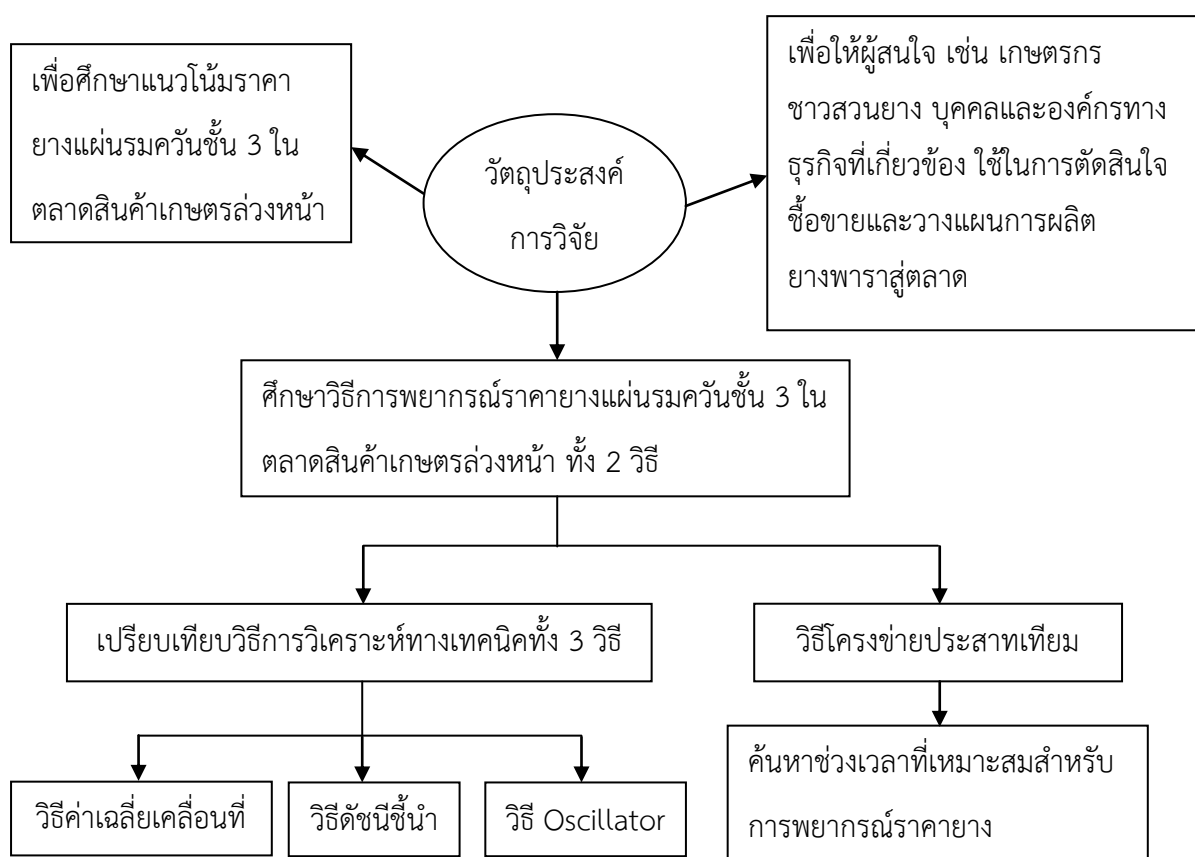 เพื่อศึกษาแนวโน้มราคา
ยางแผ่นรมควันชั้น 3 ใน
ตลาดสินค้าเกษตรล่วงหน้า
วัตถุประสงค์
การวิจัย
เพื่อให้ผู้สนใจ เช่น เกษตรกร
ชาวสวนยาง บุคคลและองค์กรทาง
ธุรกิจที่เกี่ยวข้อง ใช้ในการตัดสินใจ
ซื้อขายและวางแผนการผลิต
ยางพาราสู่ตลาด
ศึกษาวิธีการพยากรณ์ราคายางแผ่นรมควันชั้น 3 ใน
ตลาดสินค้าเกษตรล่วงหน้า ทั้ง 2 วิธี
เปรียบเทียบวิธีการวิเคราะห์ทางเทคนิคทั้ง 3 วิธี
วิธีโครงข่ายประสาทเทียม
วิธีค่าเฉลี่ยเคลื่อนที่
วิธีดัชนีชี้นำ
วิธี Oscillator
ค้นหาช่วงเวลาที่เหมาะสมสำหรับ
การพยากรณ์ราคายาง